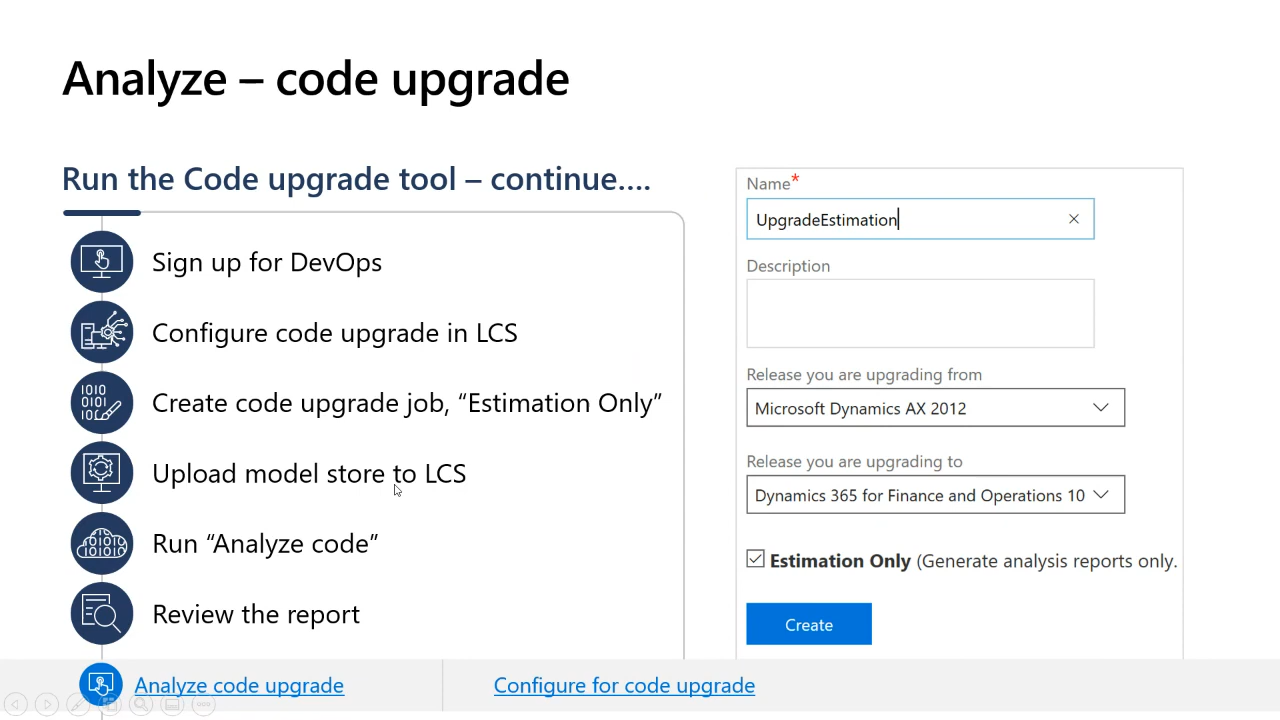 Analyze – code upgrade
Run the Code upgrade tool – continue....
Sign up for DevOps
Configure code upgrade in LCS
Create code upgrade job, “Estimation Only”
Upload model store to LCS
Run “Analyze code”
Review the report
Analyze code upgrade
Configure for code upgrade
Name*
UpgradeEstimation
Description
Release you are upgrading from
Microsoft Dynamics AX 2012
Release you are upgrading to
Dynamics 365 for Finance and Operations 10
Estimation Only (Generate analysis reports only.
Create